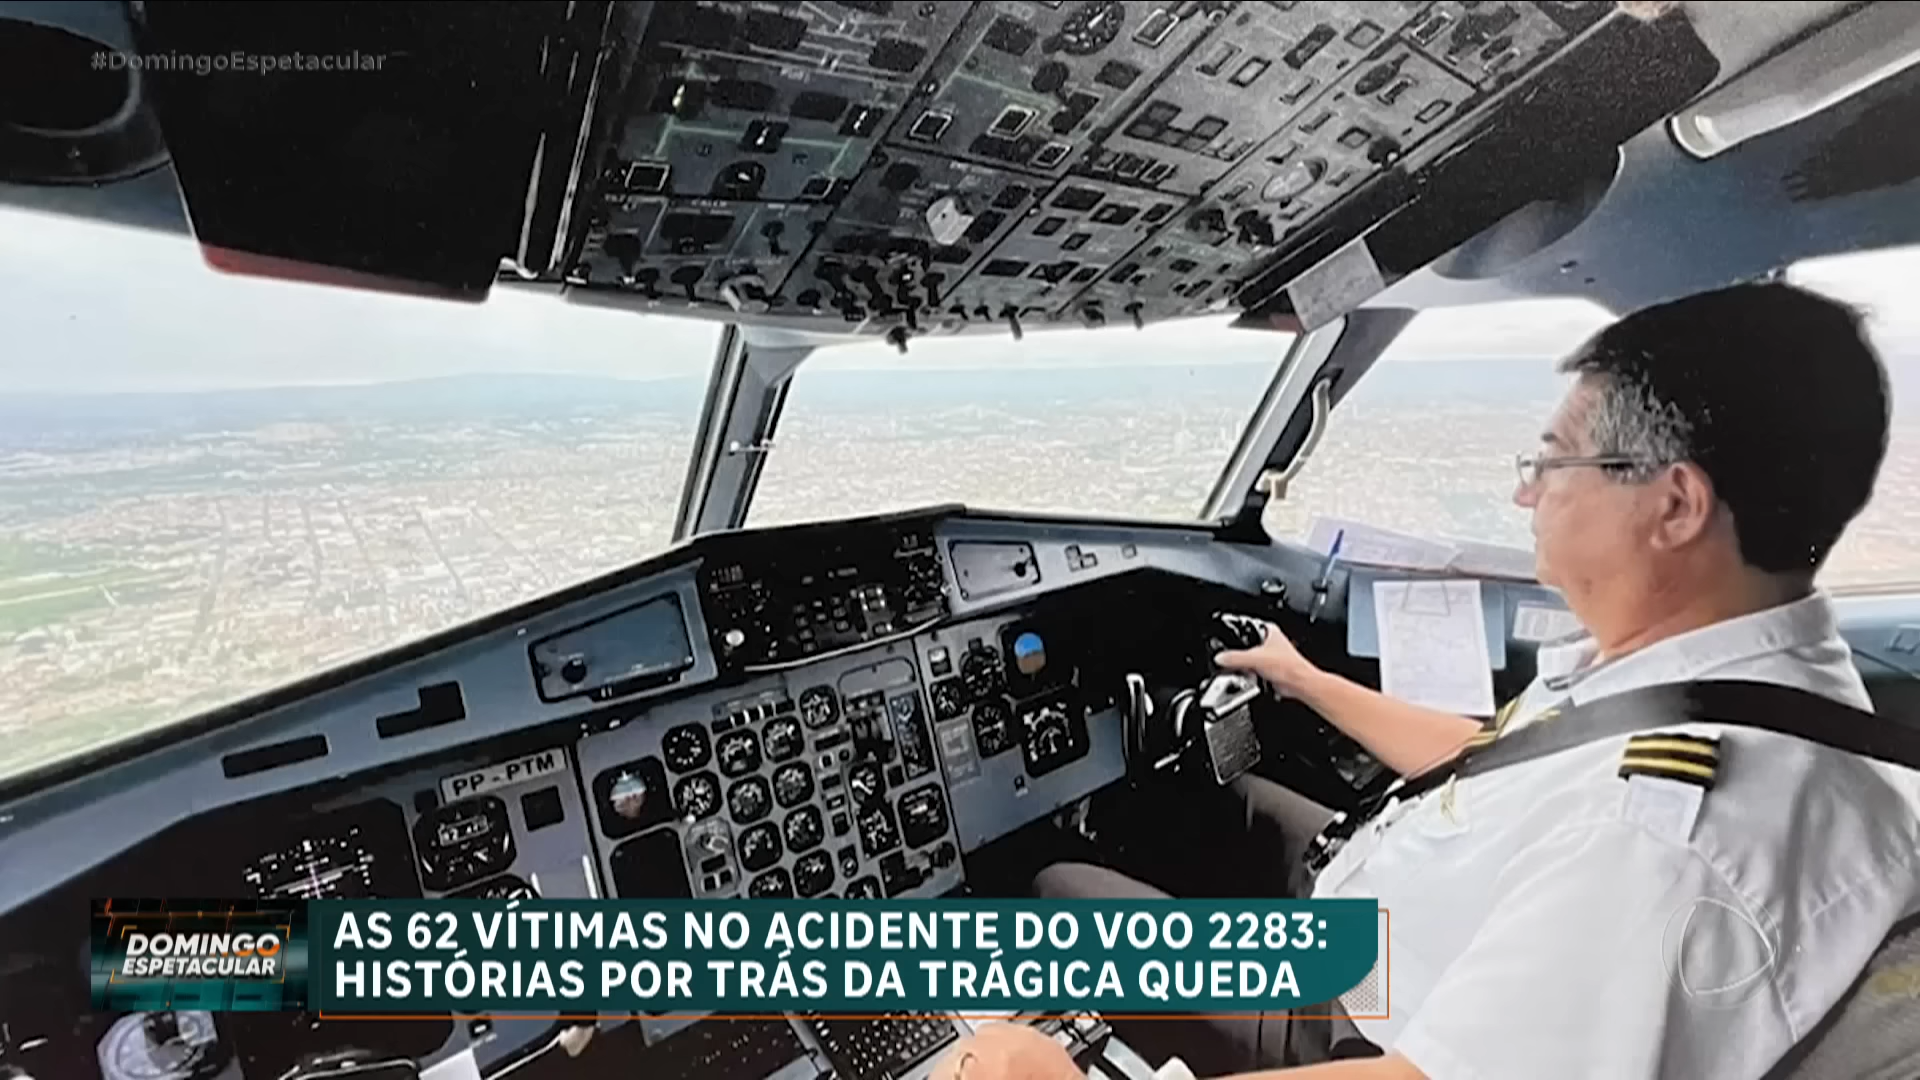 #DomingoEspetacular
PP-PTM
DOMINGO
ESPETACULAR
AS 62 VÍTIMAS NO ACIDENTE DO VOO 2283:
HISTÓRIAS POR TRÁS DA TRÁGICA QUEDA